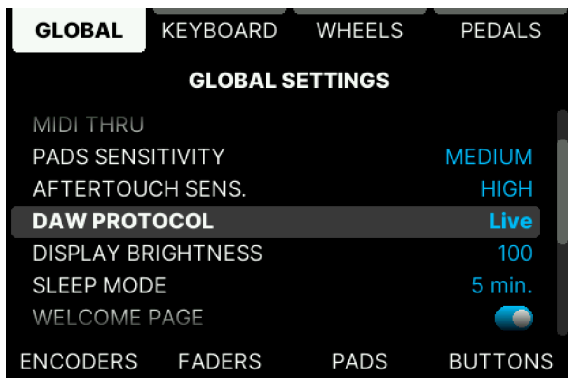 GLOBAL KEYBOARD WHEELS PEDALS
GLOBAL SETTINGS
MIDI THRU
PADS SENSITIVITY MEDIUM
AFTERTOUCH SENS. HIGH
DAW PROTOCOL Live
DISPLAY BRIGHTNESS 100
SLEEP MODE 5 min.
WELCOME PAGE
ENCODERS FADERS PADS BUTTONS